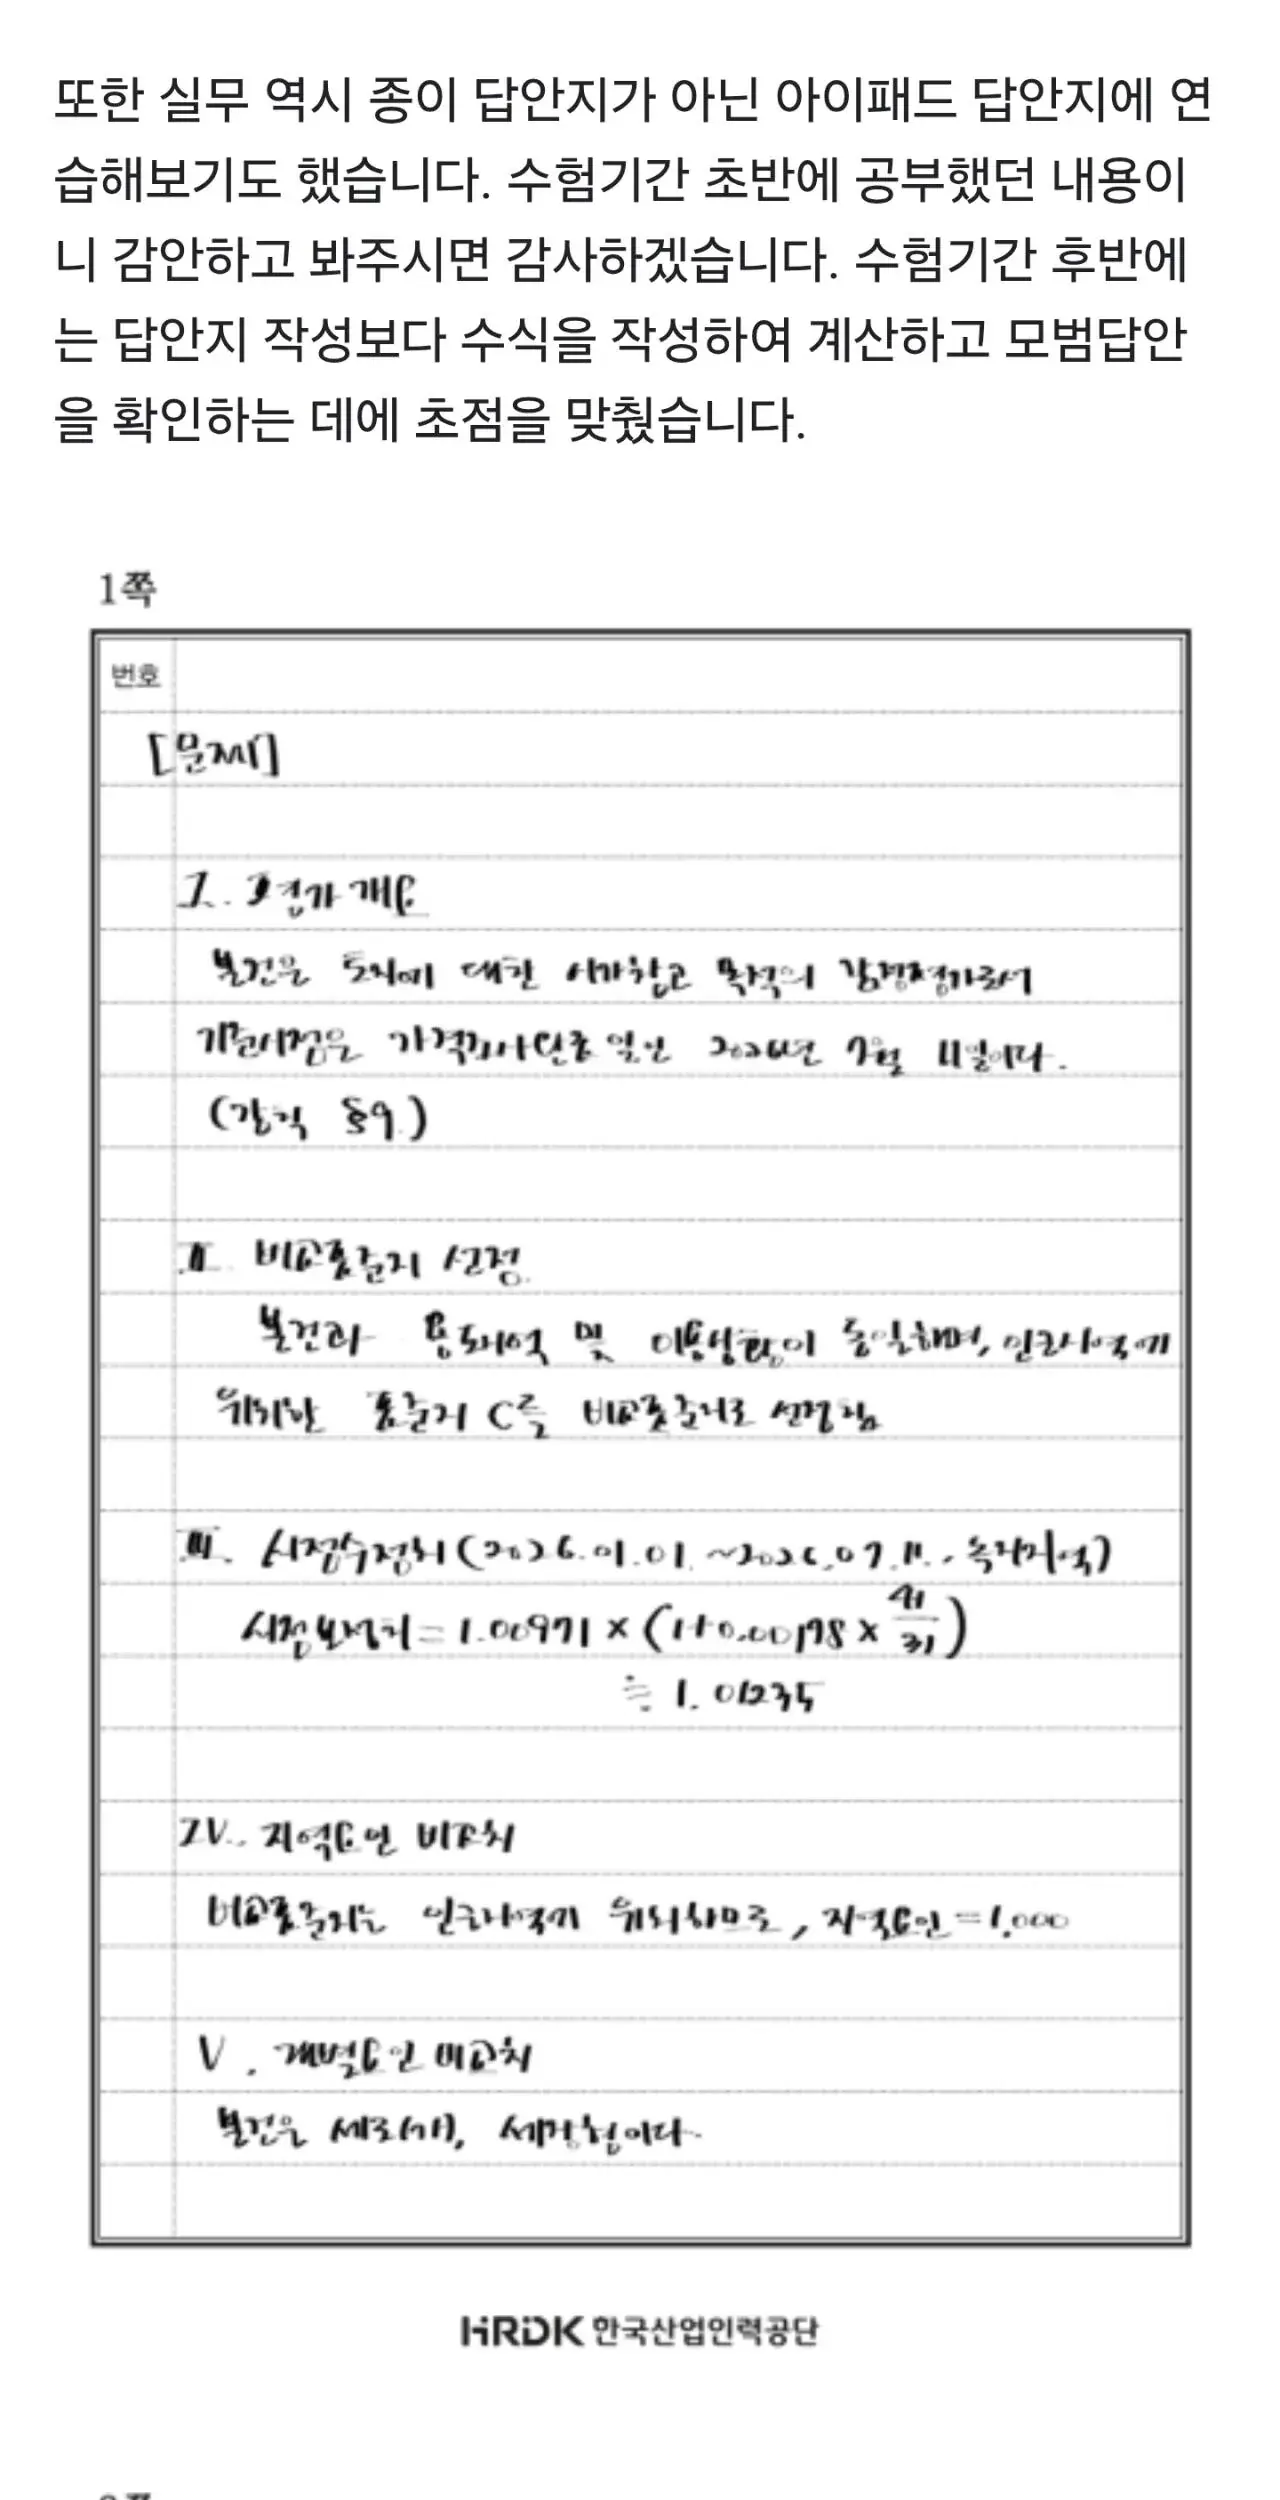 또한 실무 역시 종이 답안지가 아닌 아이패드 답안지에 연
습해보기도 했습니다. 수험기간 초반에 공부했던 내용이
니 감안하고 봐주시면 감사하겠습니다. 수험기간 후반에
는 답안지 작성보다 수식을 작성하여 계산하고 모범답안
을 확인하는 데에 초점을 맞췄습니다.
1쪽
번호
[문제1]
I. 평가개요
본건은 토지에 대한 시가참고 목적의 감정평가로서
기준시점은 가격조사완료일인 2026년 7월 11일이다.
(감칙 §9.)
II. 비교표준지 선정
본건과 용도지역 및 이용상황이 동일하며, 인근지역에
위치한 표준지 C를 비교표준지로 선정함
III. 시점수정치(2026.01.01.~2026.07.11., 녹지지역)
시점보정치=1.00971×(1+0.00198×41/31)
≒1.01235
IV. 지역요인 비교치
비교표준지는 인근지역에 위치하므로, 지역요인=1.000
V. 개별요인 비교치
본건은 세로(가), 세장형이다.
HRDK 한국산업인력공단